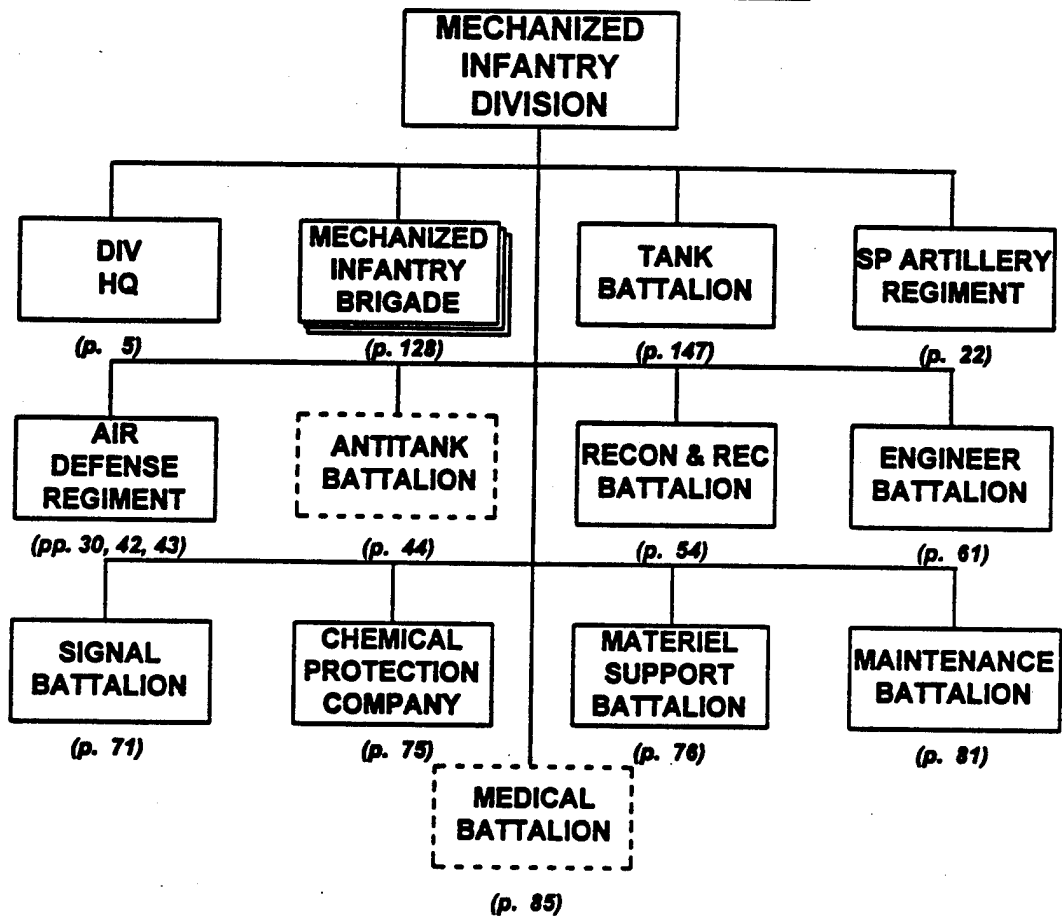 MECHANIZED
INFANTRY
DIVISION
DIV
HQ
(p. 5)
MECHANIZED
INFANTRY
BRIGADE
(p. 128)
TANK
BATTALION
(p. 147)
SP ARTILLERY
REGIMENT
(p. 22)
AIR
DEFENSE
REGIMENT
(pp. 30, 42, 43)
ANTITANK
BATTALION
(p. 44)
RECON & REC
BATTALION
(p. 54)
ENGINEER
BATTALION
(p. 61)
SIGNAL
BATTALION
(p. 71)
CHEMICAL
PROTECTION
COMPANY
(p. 75)
MATERIEL
SUPPORT
BATTALION
(p. 76)
MAINTENANCE
BATTALION
(p. 81)
MEDICAL
BATTALION
(p. 85)